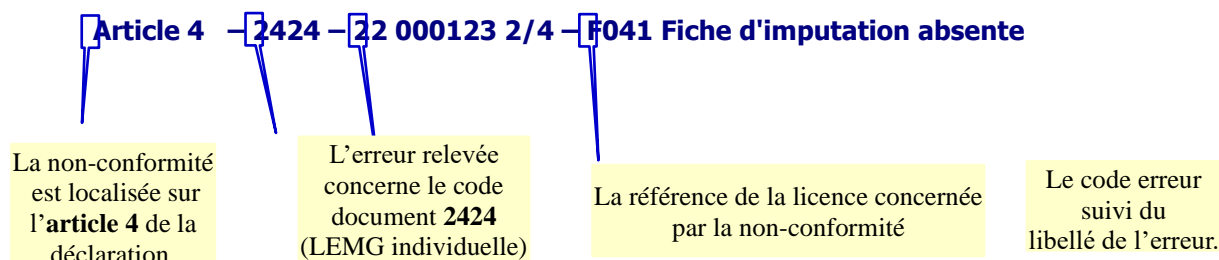 Article 4 – 2424 – 22 000123 2/4 – F041 Fiche d'imputation absente
La non-conformité
est localisée sur
l'article 4 de la
déclaration
L'erreur relevée
concerne le code
document 2424
(LEMG individuelle)
La référence de la licence concernée
par la non-conformité
Le code erreur
suivi du
libellé de l'erreur.